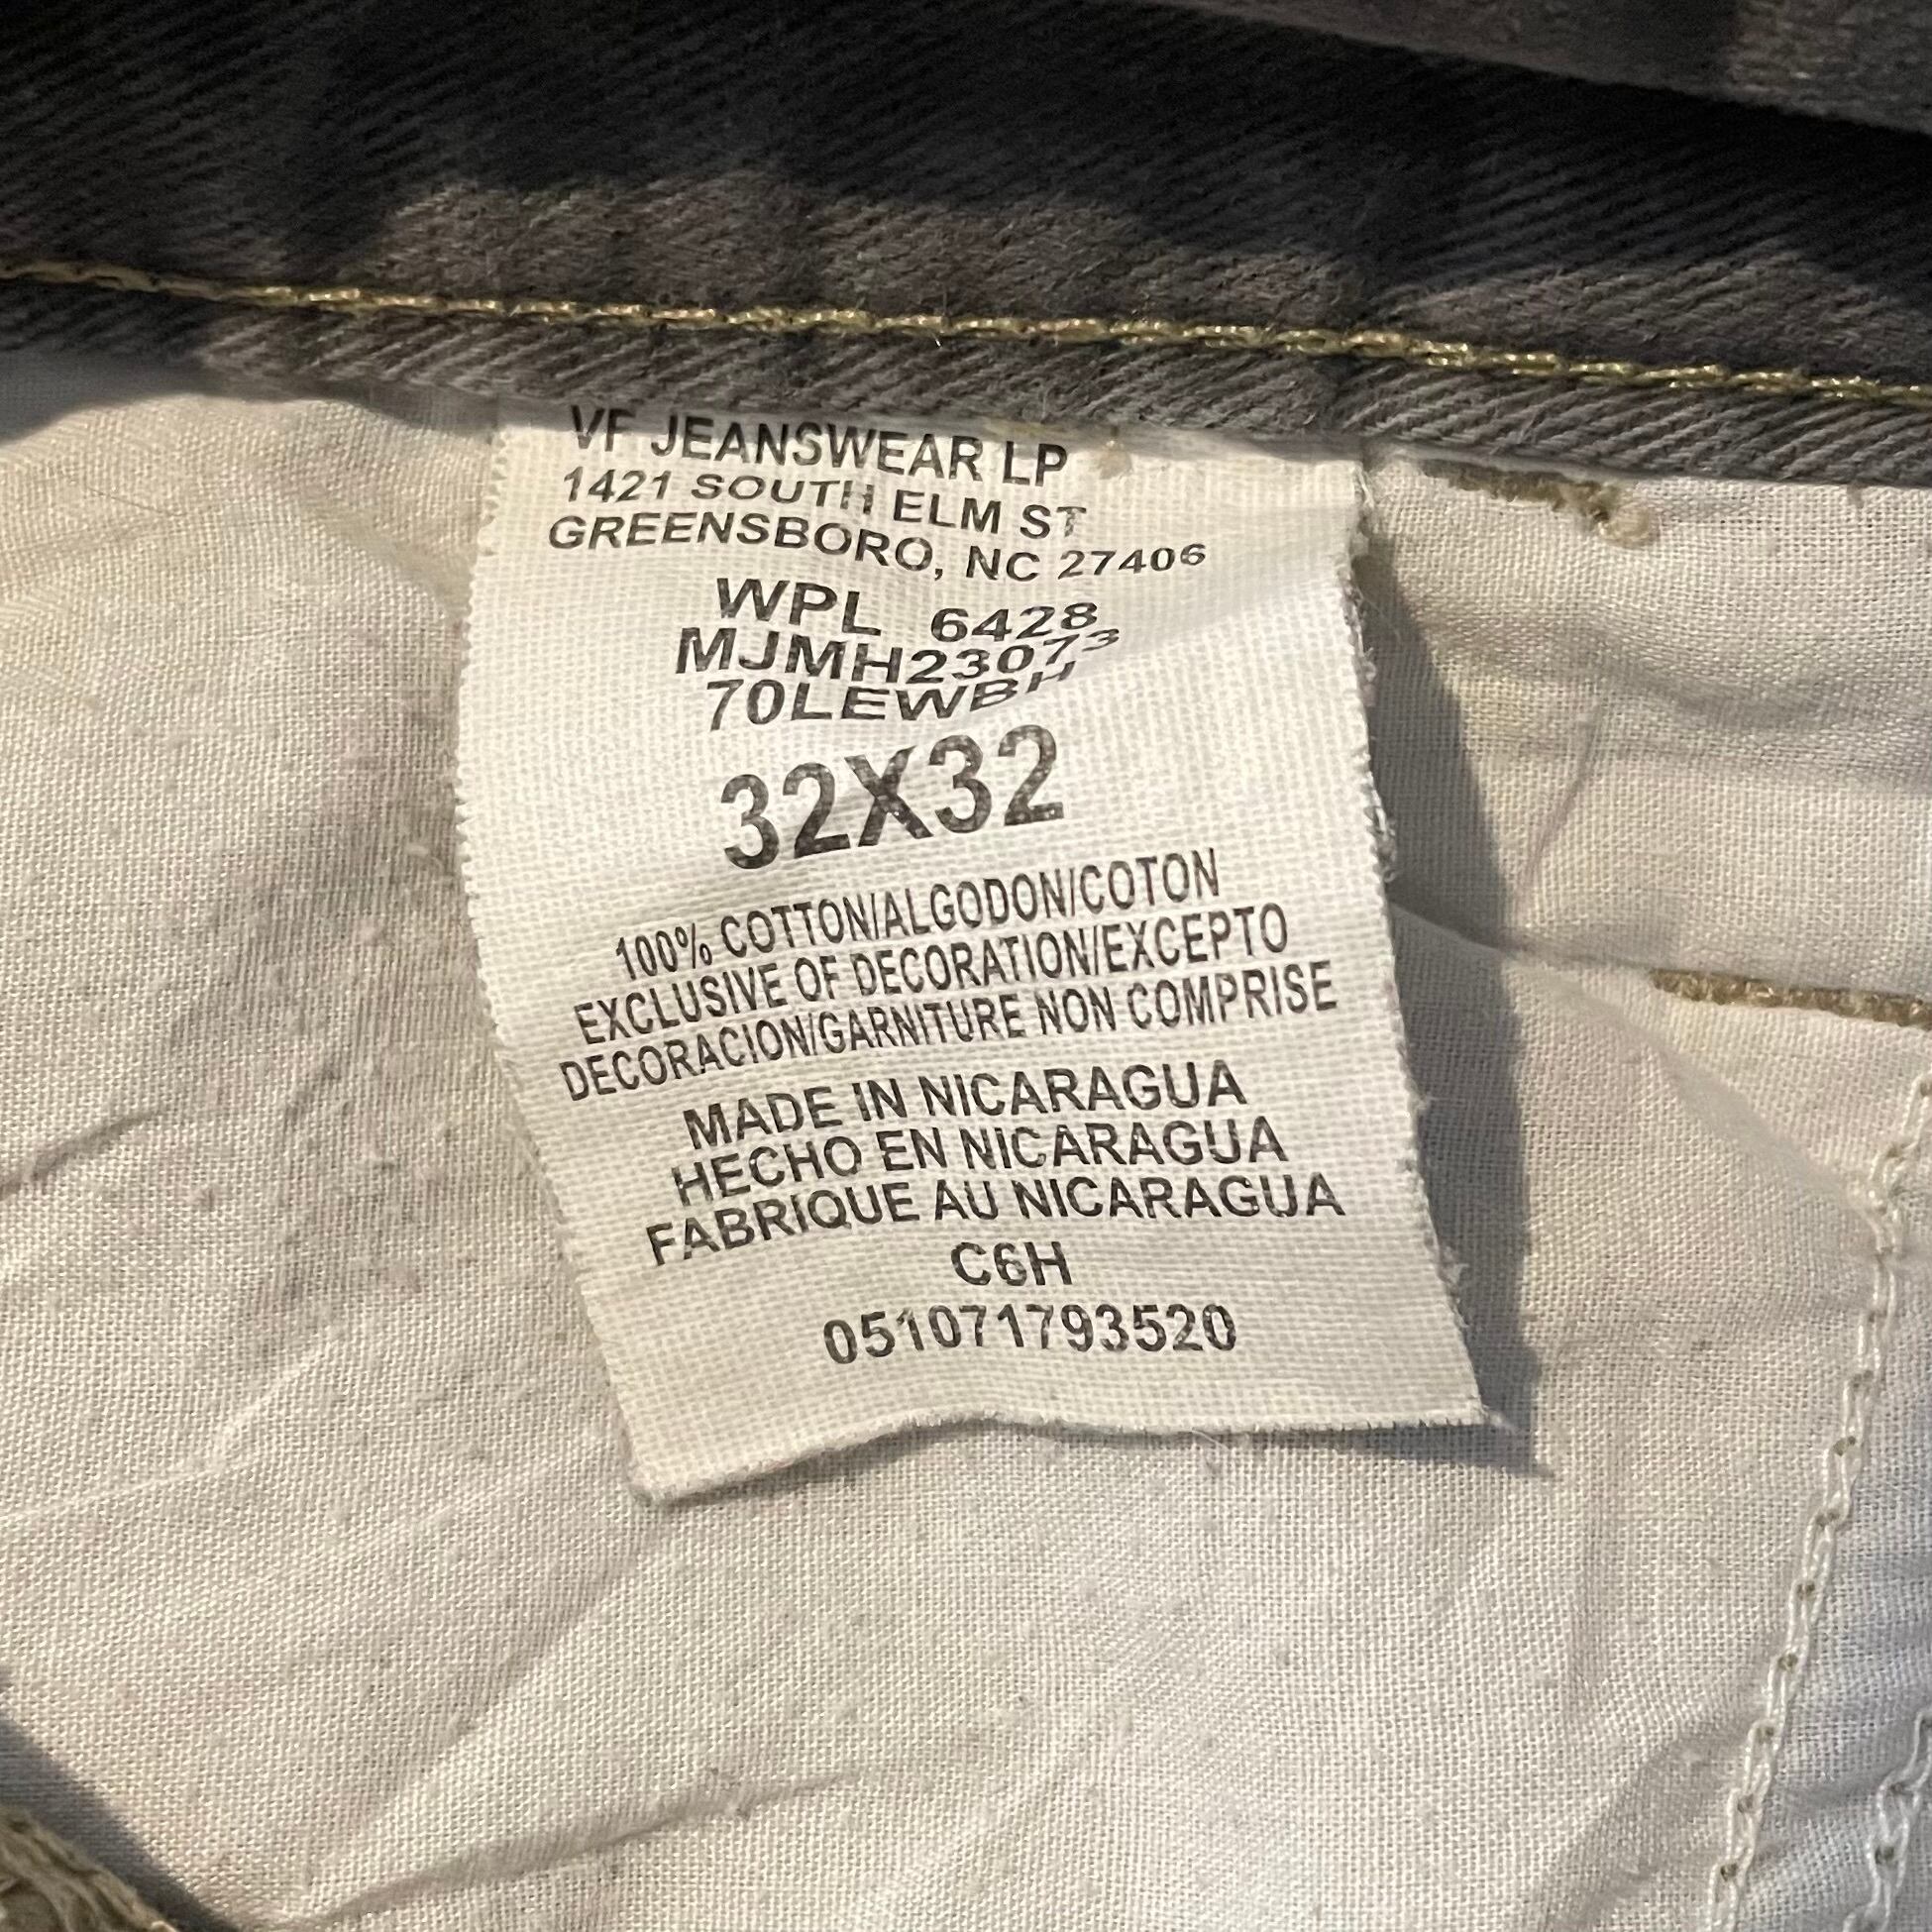 VF JEANSWEAR LP
1421 SOUTH ELM ST
GREENSBORO, NC 27406
WPL 6428
MJMH23073
70LEWBH
32X32
100% COTTON/ALGODON/COTON
EXCLUSIVE OF DECORATION/EXCEPTO
DECORACION/GARNITURE NON COMPRISE
MADE IN NICARAGUA
HECHO EN NICARAGUA
FABRIQUE AU NICARAGUA
C6H
051071793520